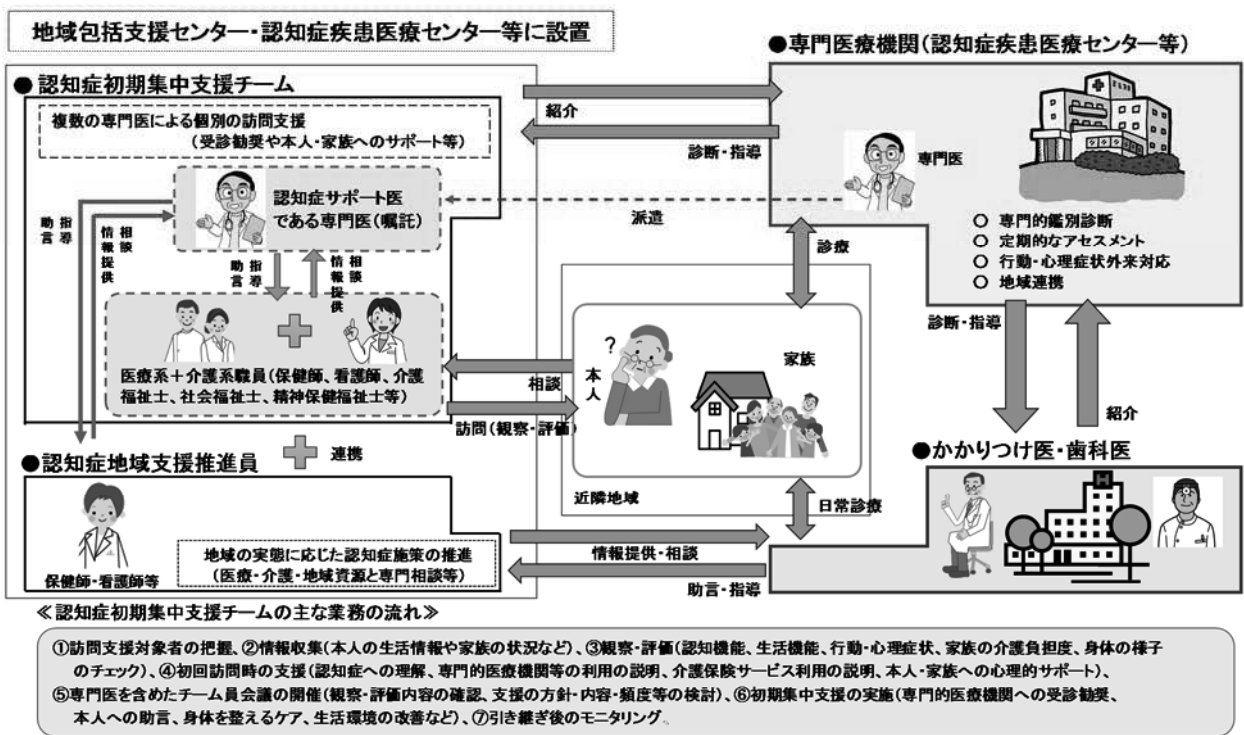 地域包括支援センター・認知症疾患医療センター等に設置
●認知症初期集中支援チーム
複数の専門医による個別の訪問支援
(受診勧奨や本人・家族へのサポート等)
認知症サポート医
である専門医(嘱託)
指導
助言
相談
情報提供
指導
助言
相談
情報提供
医療系+介護系職員(保健師、看護師、介護
福祉士、社会福祉士、精神保健福祉士等)
連携
●認知症地域支援推進員
保健師・看護師等
地域の実態に応じた認知症施策の推進
(医療・介護・地域資源と専門相談等)
紹介
診断・指導
派遣
相談
訪問(観察・評価)
?
本人
家族
近隣地域
診療
日常診療
情報提供・相談
助言・指導
●専門医療機関(認知症疾患医療センター等)
専門医
○ 専門的鑑別診断
○ 定期的なアセスメント
○ 行動・心理症状外来対応
○ 地域連携
診断・指導
紹介
●かかりつけ医・歯科医
H
≪認知症初期集中支援チームの主な業務の流れ≫
①訪問支援対象者の把握、②情報収集(本人の生活情報や家族の状況など)、③観察・評価(認知機能、生活機能、行動・心理症状、家族の介護負担度、身体の様子
のチェック)、④初回訪問時の支援(認知症への理解、専門的医療機関等の利用の説明、介護保険サービス利用の説明、本人・家族への心理的サポート)、
⑤専門医を含めたチーム員会議の開催(観察・評価内容の確認、支援の方針・内容・頻度等の検討)、⑥初期集中支援の実施(専門的医療機関への受診勧奨、
本人への助言、身体を整えるケア、生活環境の改善など)、⑦引き継ぎ後のモニタリング。